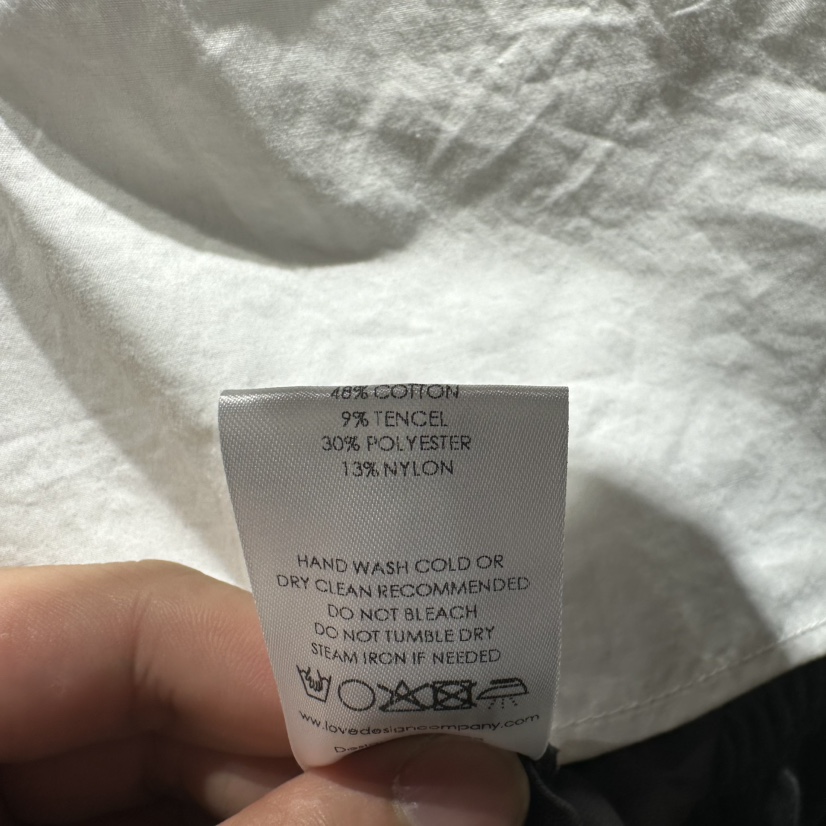 48% COTTON
9% TENCEL
30% POLYESTER
13% NYLON
HAND WASH COLD OR
DRY CLEAN RECOMMENDED
DO NOT BLEACH
DO NOT TUMBLE DRY
STEAM IRON IF NEEDED
www.lovedesigncompany.com